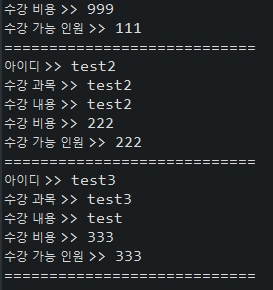 수강 비용 >> 999
수강 가능 인원 >> 111
============================
아이디 >> test2
수강 과목 >> test2
수강 내용 >> test2
수강 비용 >> 222
수강 가능 인원 >> 222
============================
아이디 >> test3
수강 과목 >> test3
수강 내용 >> test
수강 비용 >> 333
수강 가능 인원 >> 333
============================